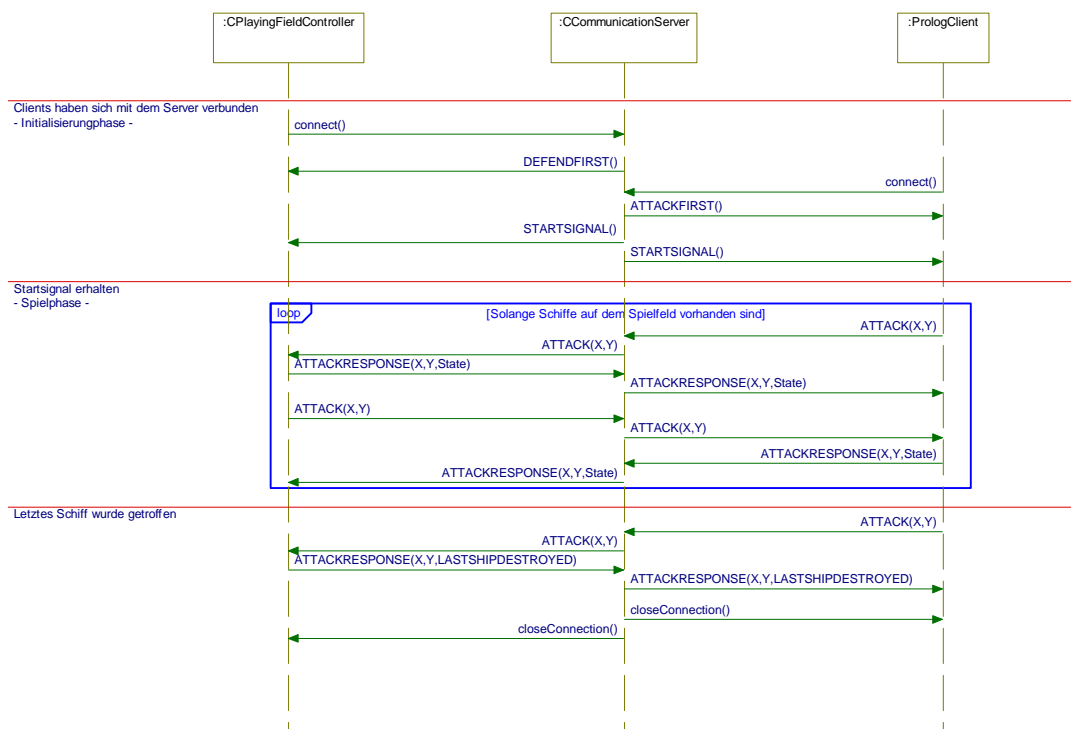 :CPlayingFieldController
:CCommunicationServer
:PrologClient
Clients haben sich mit dem Server verbunden
- Initialisierungphase -
connect()
DEFENDFIRST()
connect()
ATTACKFIRST()
STARTSIGNAL()
STARTSIGNAL()
Startsignal erhalten
- Spielphase -
loop
[Solange Schiffe auf dem Spielfeld vorhanden sind]
ATTACK(X,Y)
ATTACK(X,Y)
ATTACKRESPONSE(X,Y,State)
ATTACKRESPONSE(X,Y,State)
ATTACK(X,Y)
ATTACK(X,Y)
ATTACKRESPONSE(X,Y,State)
ATTACKRESPONSE(X,Y,State)
Letztes Schiff wurde getroffen
ATTACK(X,Y)
ATTACK(X,Y)
ATTACKRESPONSE(X,Y,LASTSHIPDESTROYED)
ATTACKRESPONSE(X,Y,LASTSHIPDESTROYED)
closeConnection()
closeConnection()